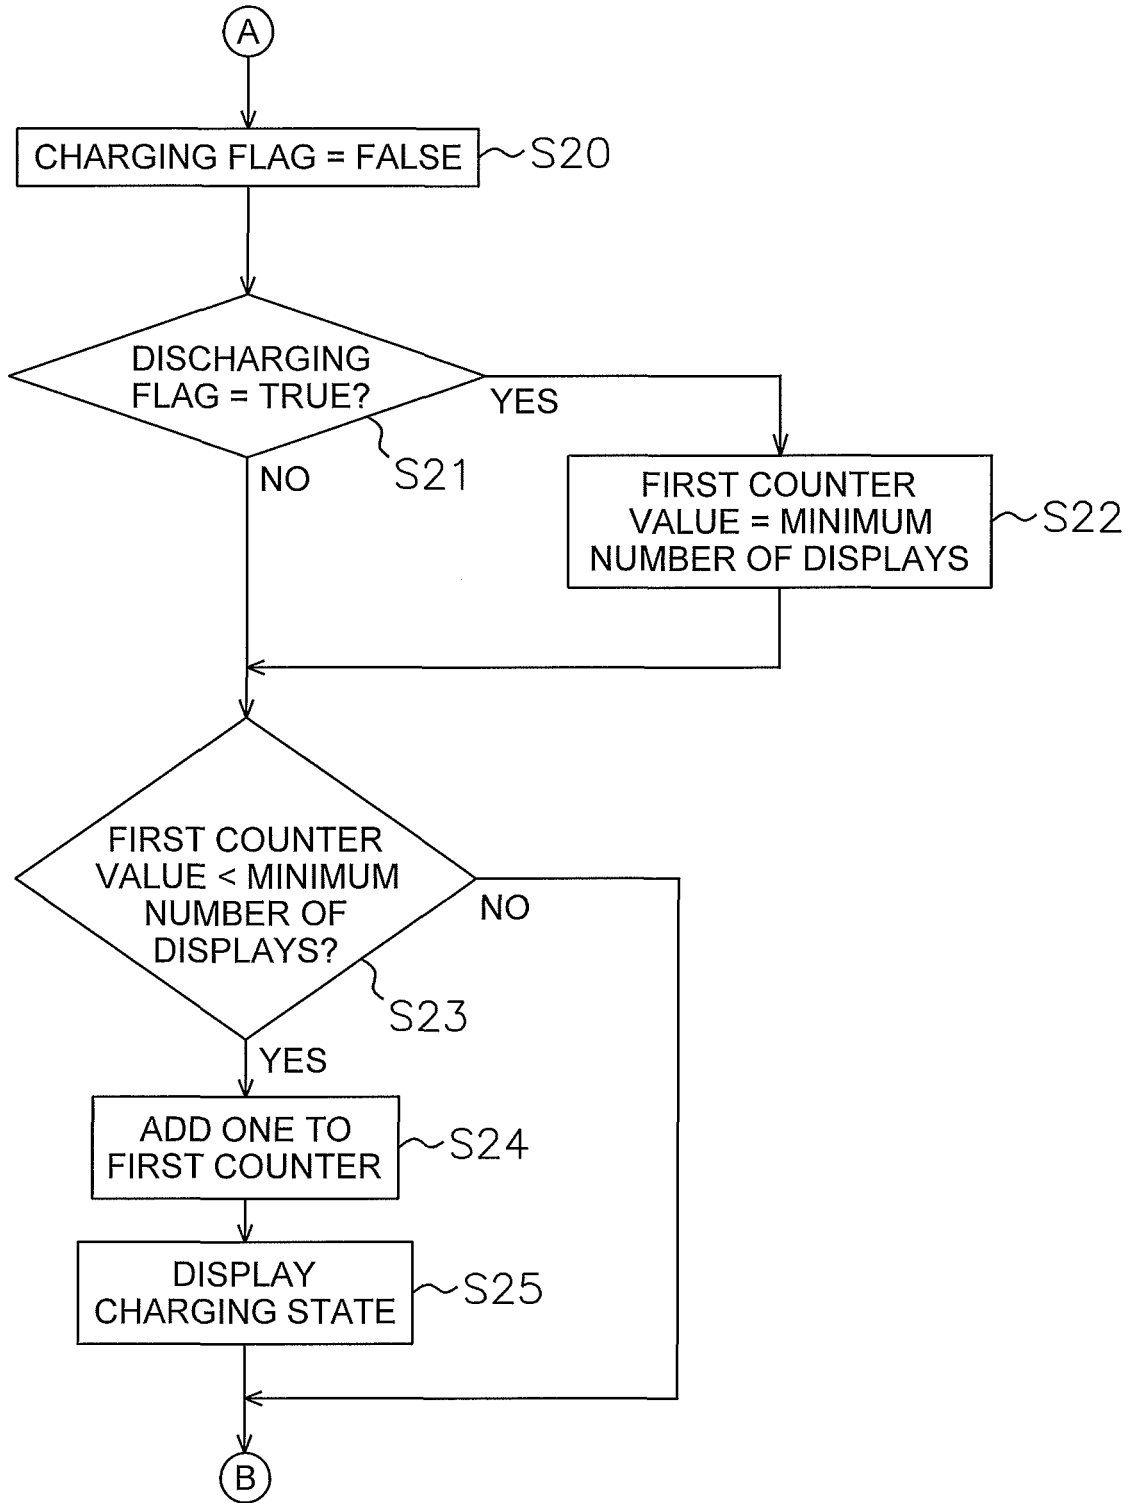 A
CHARGING FLAG = FALSE
S20
DISCHARGING
FLAG = TRUE?
YES
S21
NO
FIRST COUNTER
VALUE = MINIMUM
NUMBER OF DISPLAYS
S22
FIRST COUNTER
VALUE < MINIMUM
NUMBER OF
DISPLAYS?
NO
S23
YES
ADD ONE TO
FIRST COUNTER
S24
DISPLAY
CHARGING STATE
S25
B